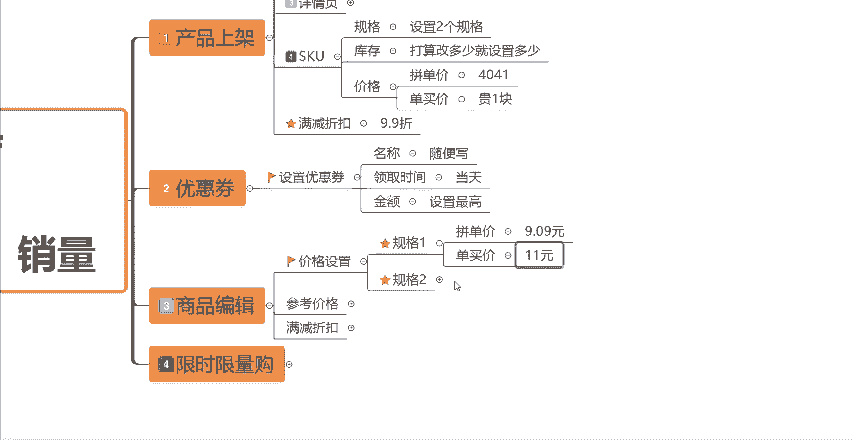 详情页
1 产品上架
规格
设置2个规格
4 SKU
库存
打算改多少就设置多少
价格
拼单价
4041
单买价
贵1块
满减折扣
9.9折
2 优惠券
设置优惠券
名称
随便写
领取时间
当天
金额
设置最高
销量
3 商品编辑
价格设置
规格1
拼单价
9.09元
单买价
11元
规格2
参考价格
满减折扣
4 限时限量购